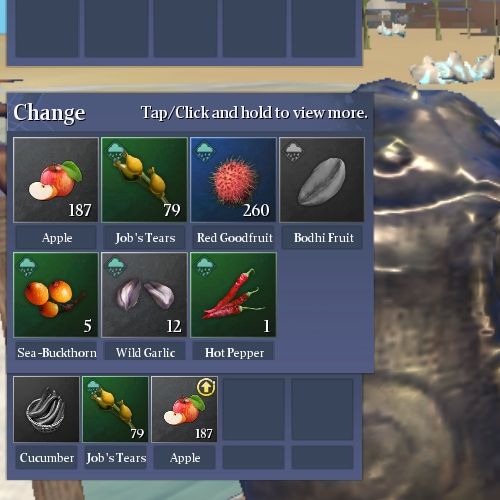 Change
Tap/Click and hold to view more.
187
79
260
Apple
Job's Tears
Red Goodfruit
Bodhi Fruit
5
12
1
Sea-Buckthorn
Wild Garlic
Hot Pepper
79
187
Cucumber
Job's Tears
Apple